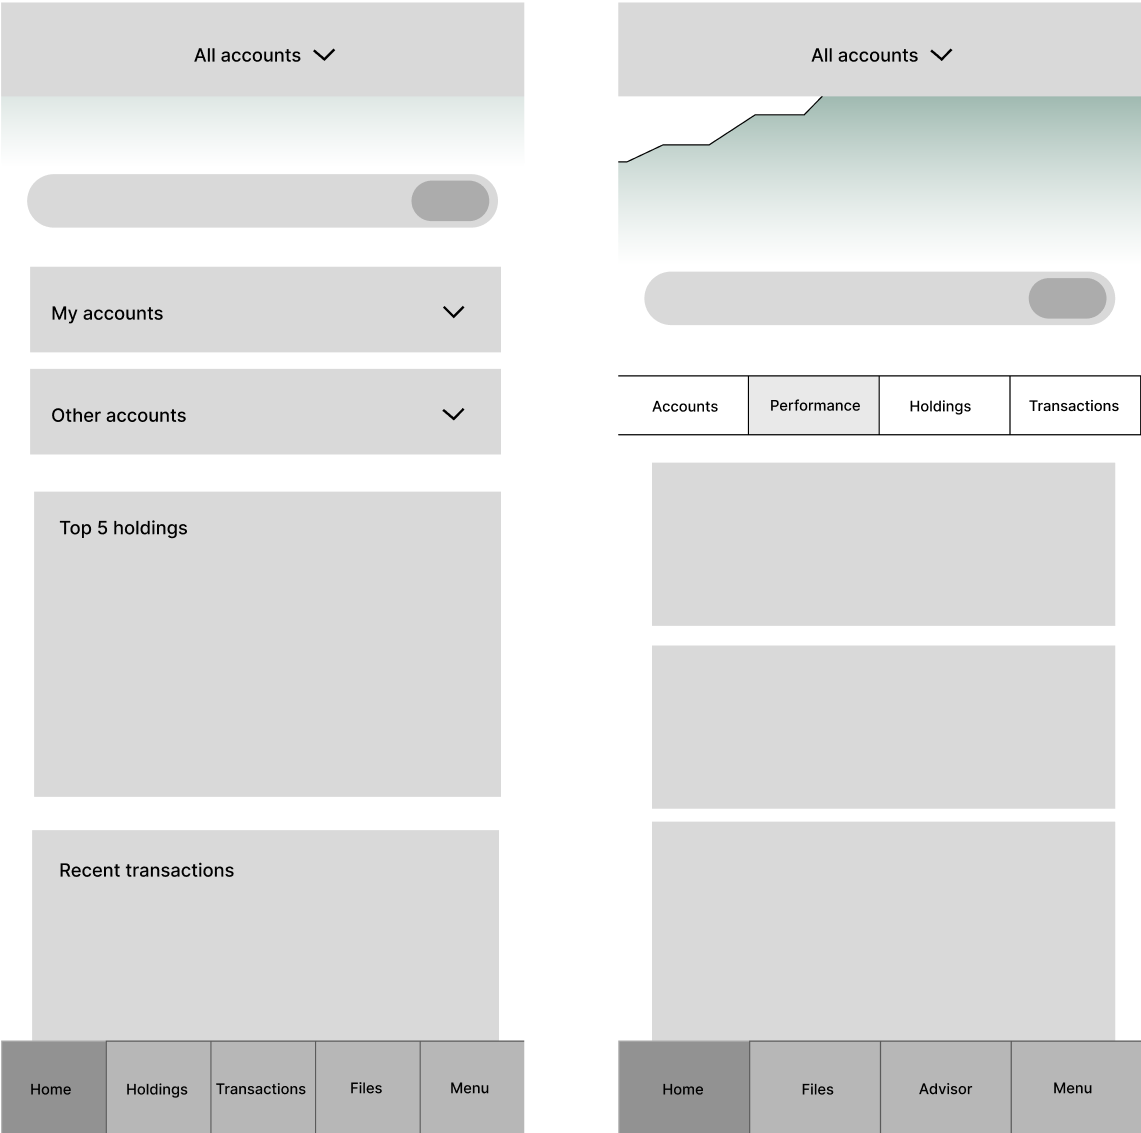 All accounts
My accounts
Other accounts
Top 5 holdings
Recent transactions
Home
Holdings
Transactions
Files
Menu
All accounts
Accounts
Performance
Holdings
Transactions
Home
Files
Advisor
Menu